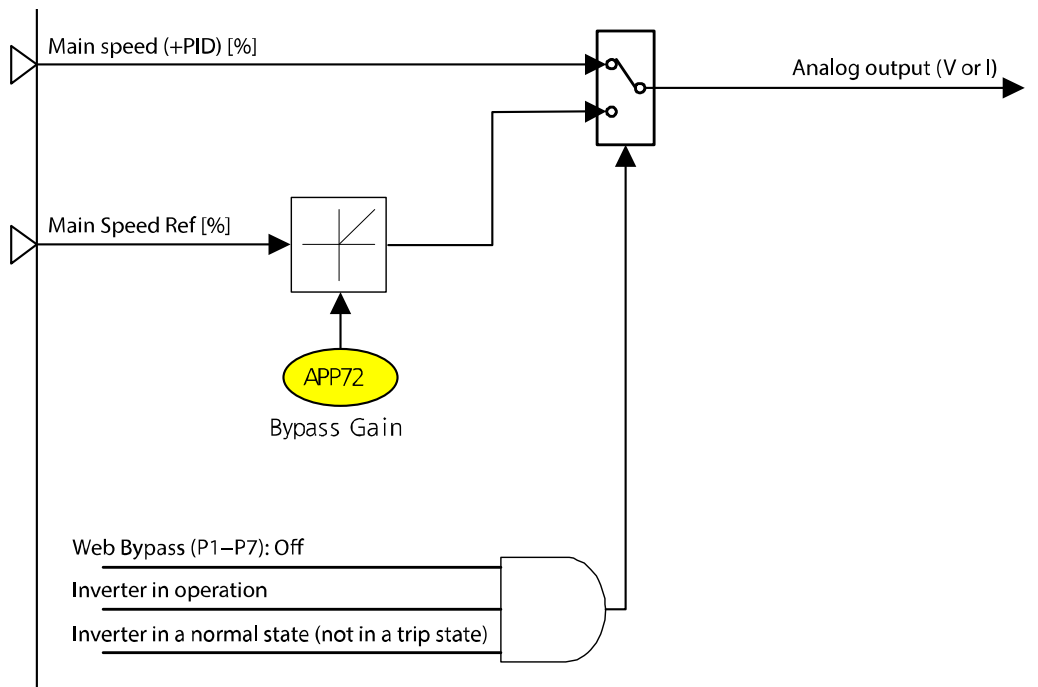 Main speed (+PID) [%]
Analog output (V or I)
Main Speed Ref [%]
APP72
Bypass Gain
Web Bypass (P1–P7): Off
Inverter in operation
Inverter in a normal state (not in a trip state)